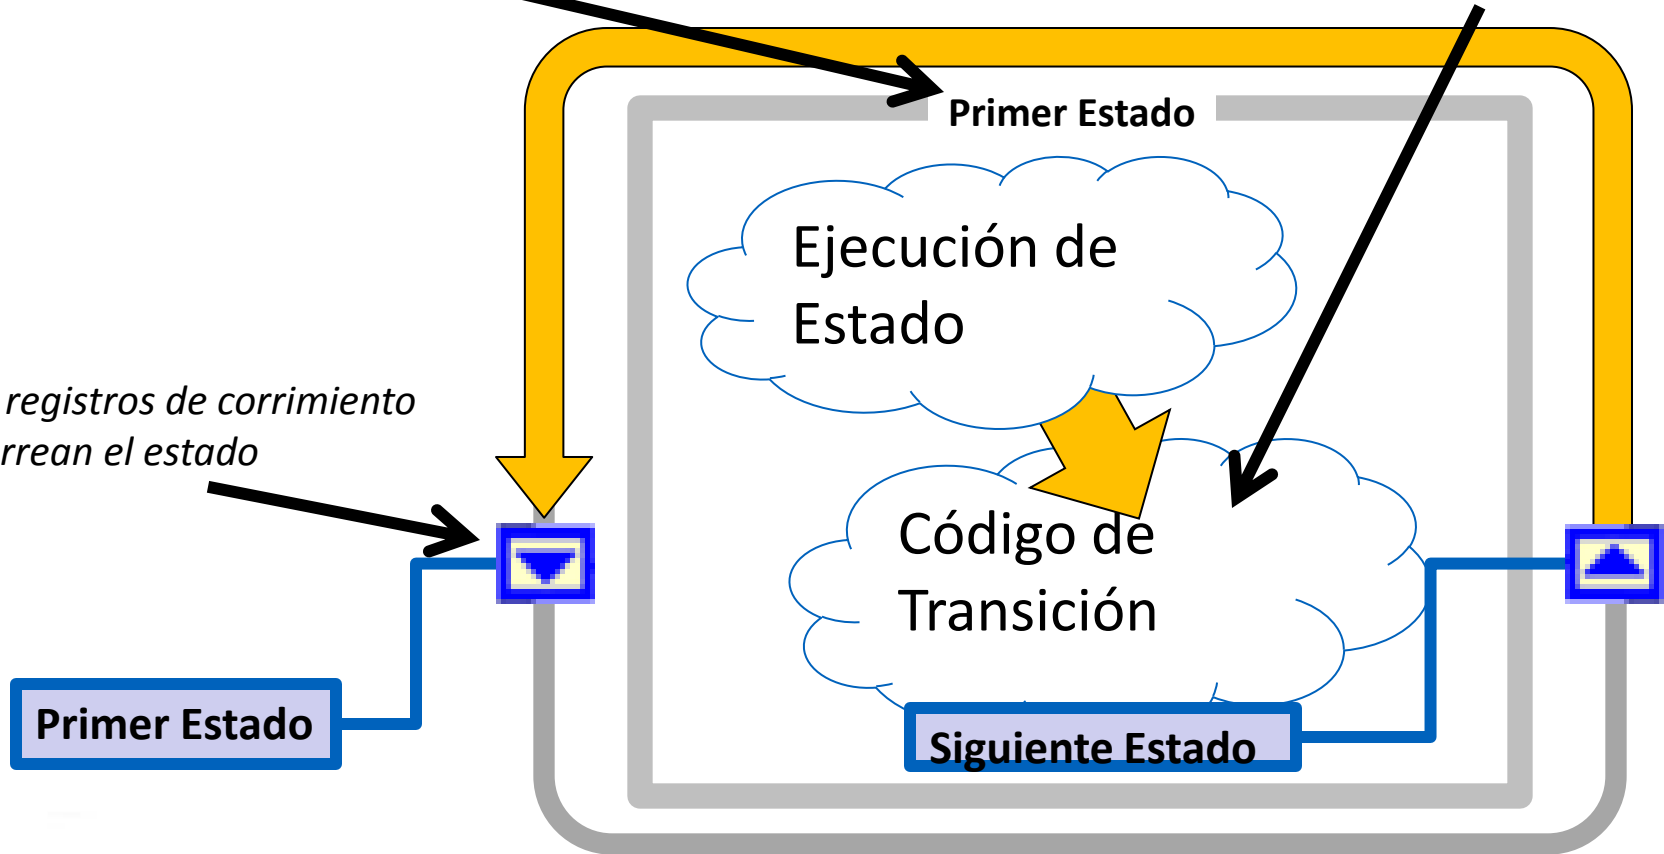 Primer Estado
Ejecución de
Estado
registros de corrimiento
rrean el estado
Código de
Transición
Primer Estado
Siguiente Estado